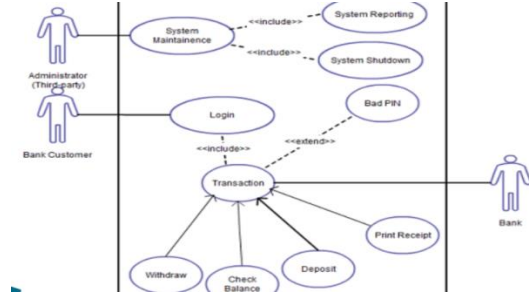 System Reporting
<<include>>
System
Maintainence
<<include>>
System Shutdown
Administrator
(Third-party)
Bad PIN
Login
Bank Customer
<<include>>
<<extend>>
Transaction
Bank
Print Receipt
Withdraw
Check
Balance
Deposit